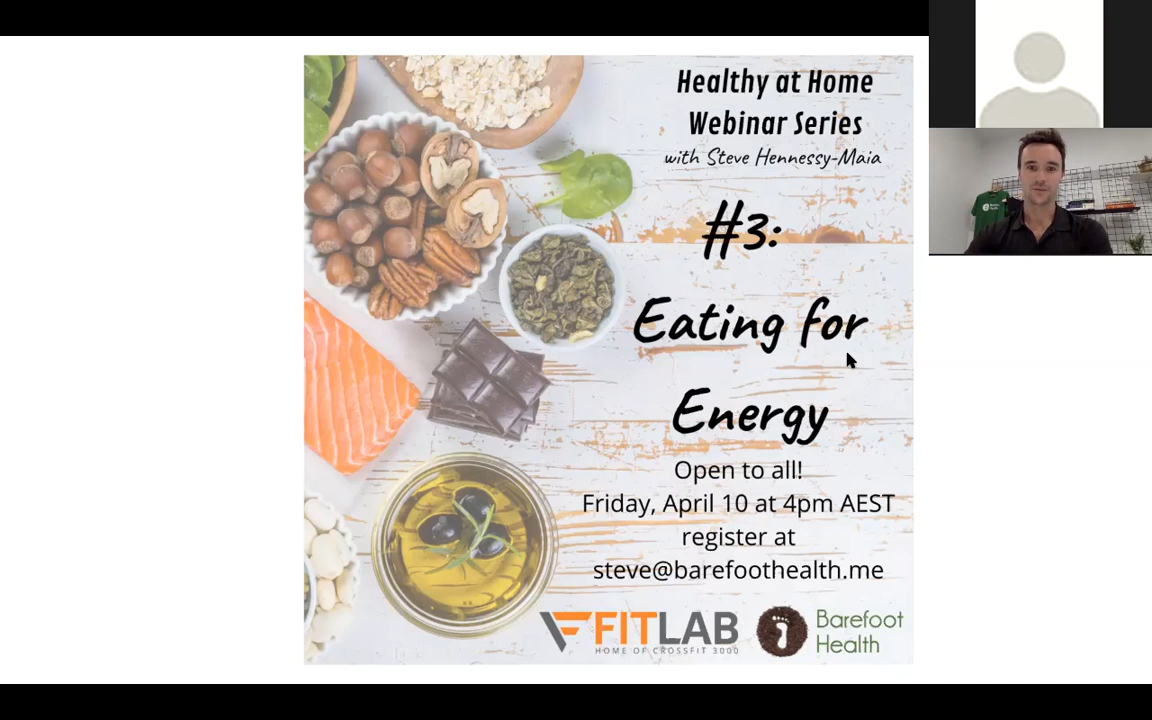 Healthy at Home
Webinar Series
with Steve Hennessy-Maia
#3:
Eating for
Energy
Open to all!
Friday, April 10 at 4pm AEST
register at
steve@barefoothealth.me
FITLAB
HOME OF CROSSFIT 3000
Barefoot
Health